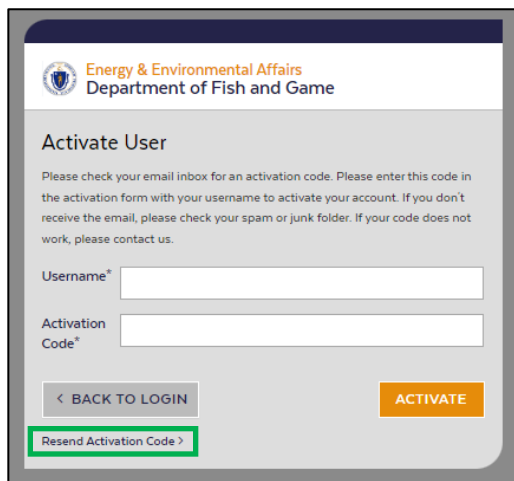 Energy & Environmental Affairs
Department of Fish and Game
Activate User
Please check your email inbox for an activation code. Please enter this code in
the activation form with your username to activate your account. If you don't
receive the email, please check your spam or junk folder. If your code does not
work, please contact us.
Username*
Activation
Code*
< BACK TO LOGIN
ACTIVATE
Resend Activation Code >